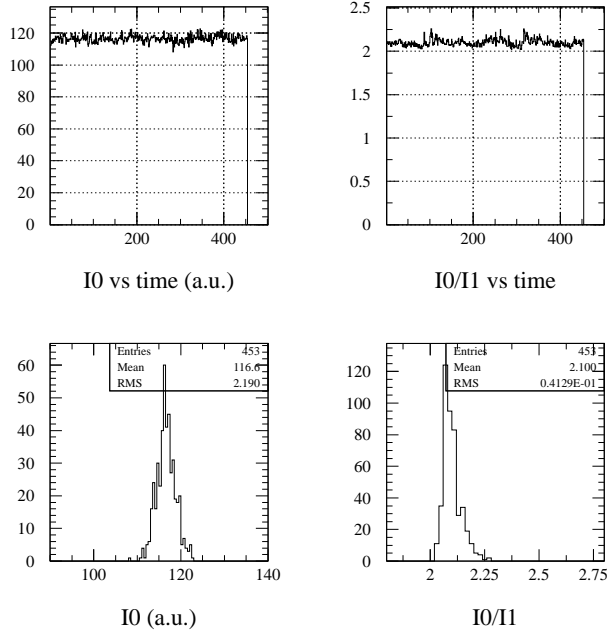 120
100
80
60
40
20
0
200 400
I0 vs time (a.u.)
2.5
2
1.5
1
0.5
0
200 400
I0/I1 vs time
60
50
40
30
20
10
0
100 120 140
Entries 453
Mean 116.6
RMS 2.190
I0 (a.u.)
120
100
80
60
40
20
0
2 2.25 2.5 2.75
Entries 453
Mean 2.100
RMS 0.4129E-01
I0/I1